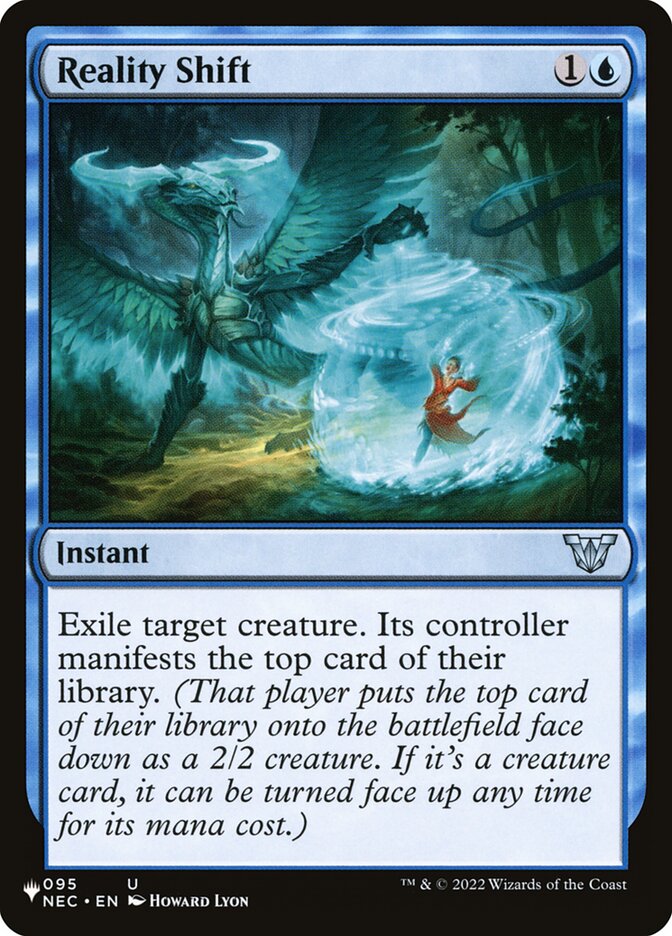 Reality Shift 1
Instant
Exile target creature. Its controller
manifests the top card of their
library. (That player puts the top card
of their library onto the battlefield face
down as a 2/2 creature. If it's a creature
card, it can be turned face up any time
for its mana cost.)
095 U
NEC • EN Howard Lyon
™ & © 2022 Wizards of the Coast